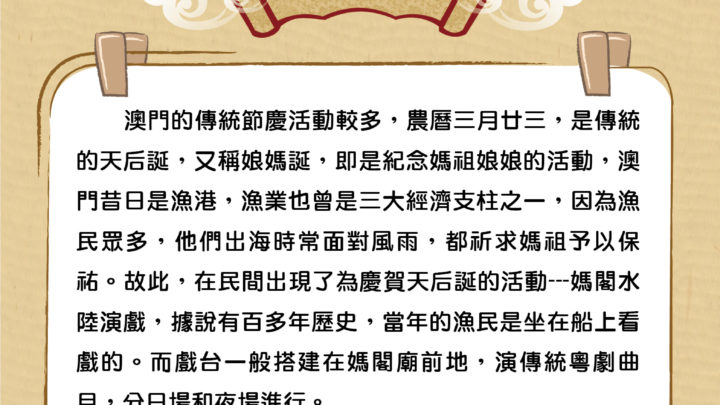 澳門的傳統節慶活動較多，農曆三月廿三，是傳統
的天后誕，又稱娘媽誕，即是紀念媽祖娘娘的活動，澳
門昔日是漁港，漁業也曾是三大經濟支柱之一，因為漁
民眾多，他們出海時常面對風雨，都祈求媽祖予以保
祐。故此，在民間出現了為慶賀天后誕的活動---媽閣水
陸演戲，據說有百多年歷史，當年的漁民是坐在船上看
戲的。而戲台一般搭建在媽閣廟前地，演傳統粵劇曲
目，分日場和夜場進行。